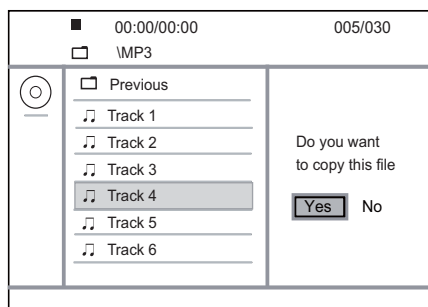 00:00/00:00 005/030
\MP3
Previous
Track 1
Track 2
Track 3
Track 4
Track 5
Track 6
Do you want
to copy this file
Yes No